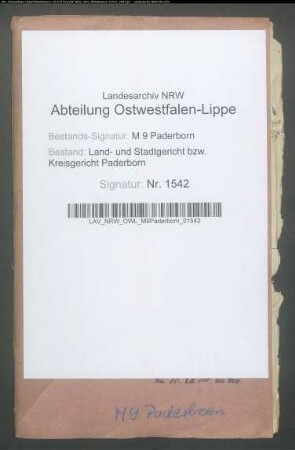 Landesarchiv NRW
Abteilung Ostwestfalen-Lippe
Bestands-Signatur: M 9 Paderborn
Bestand: Land- und Stadtgericht bzw.
Kreisgericht Paderborn
Signatur: Nr. 1542
LAV_NRW_OWL_M9Paderborn_01542
M9 Paderborn